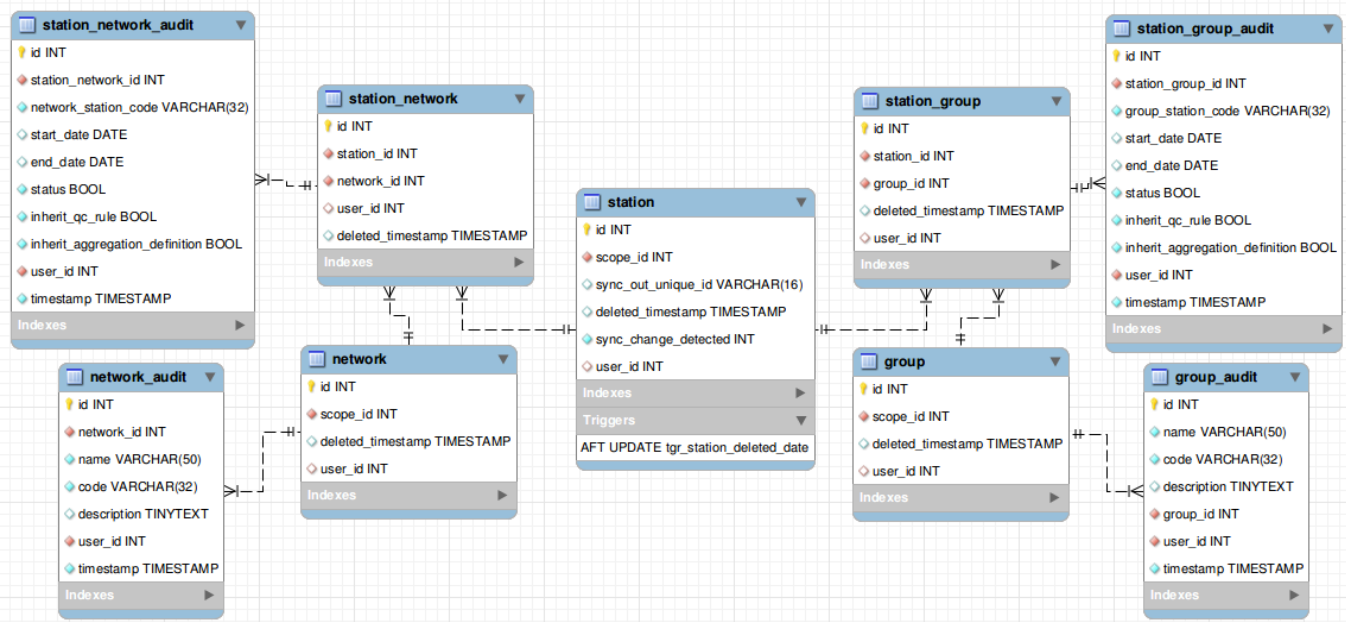 station_network_audit
id INT
station_network_id INT
network_station_code VARCHAR(32)
start_date DATE
end_date DATE
status BOOL
inherit_qc_rule BOOL
inherit_aggregation_definition BOOL
user_id INT
timestamp TIMESTAMP
Indexes
network_audit
id INT
network_id INT
name VARCHAR(50)
code VARCHAR(32)
description TINYTEXT
user_id INT
timestamp TIMESTAMP
Indexes
station_network
id INT
station_id INT
network_id INT
user_id INT
deleted_timestamp TIMESTAMP
Indexes
network
id INT
scope_id INT
deleted_timestamp TIMESTAMP
user_id INT
Indexes
station
id INT
scope_id INT
sync_out_unique_id VARCHAR(16)
deleted_timestamp TIMESTAMP
sync_change_detected INT
user_id INT
Indexes
Triggers
AFT UPDATE tgr_station_deleted_date
station_group
id INT
station_id INT
group_id INT
deleted_timestamp TIMESTAMP
user_id INT
Indexes
group
id INT
scope_id INT
deleted_timestamp TIMESTAMP
user_id INT
Indexes
station_group_audit
id INT
station_group_id INT
group_station_code VARCHAR(32)
start_date DATE
end_date DATE
status BOOL
inherit_qc_rule BOOL
inherit_aggregation_definition BOOL
user_id INT
timestamp TIMESTAMP
Indexes
group_audit
id INT
name VARCHAR(50)
code VARCHAR(32)
description TINYTEXT
group_id INT
user_id INT
timestamp TIMESTAMP
Indexes